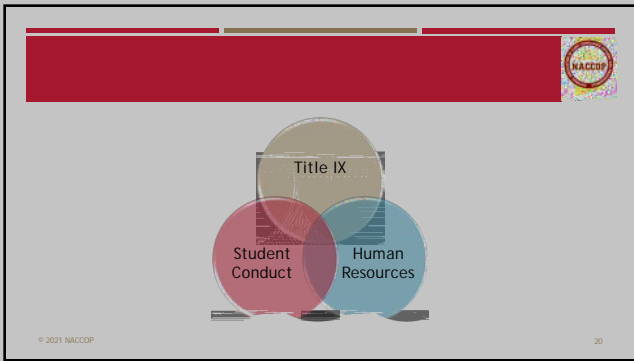 NACCOP
Title IX
Student
Conduct
Human
Resources
© 2021 NACCOP
20